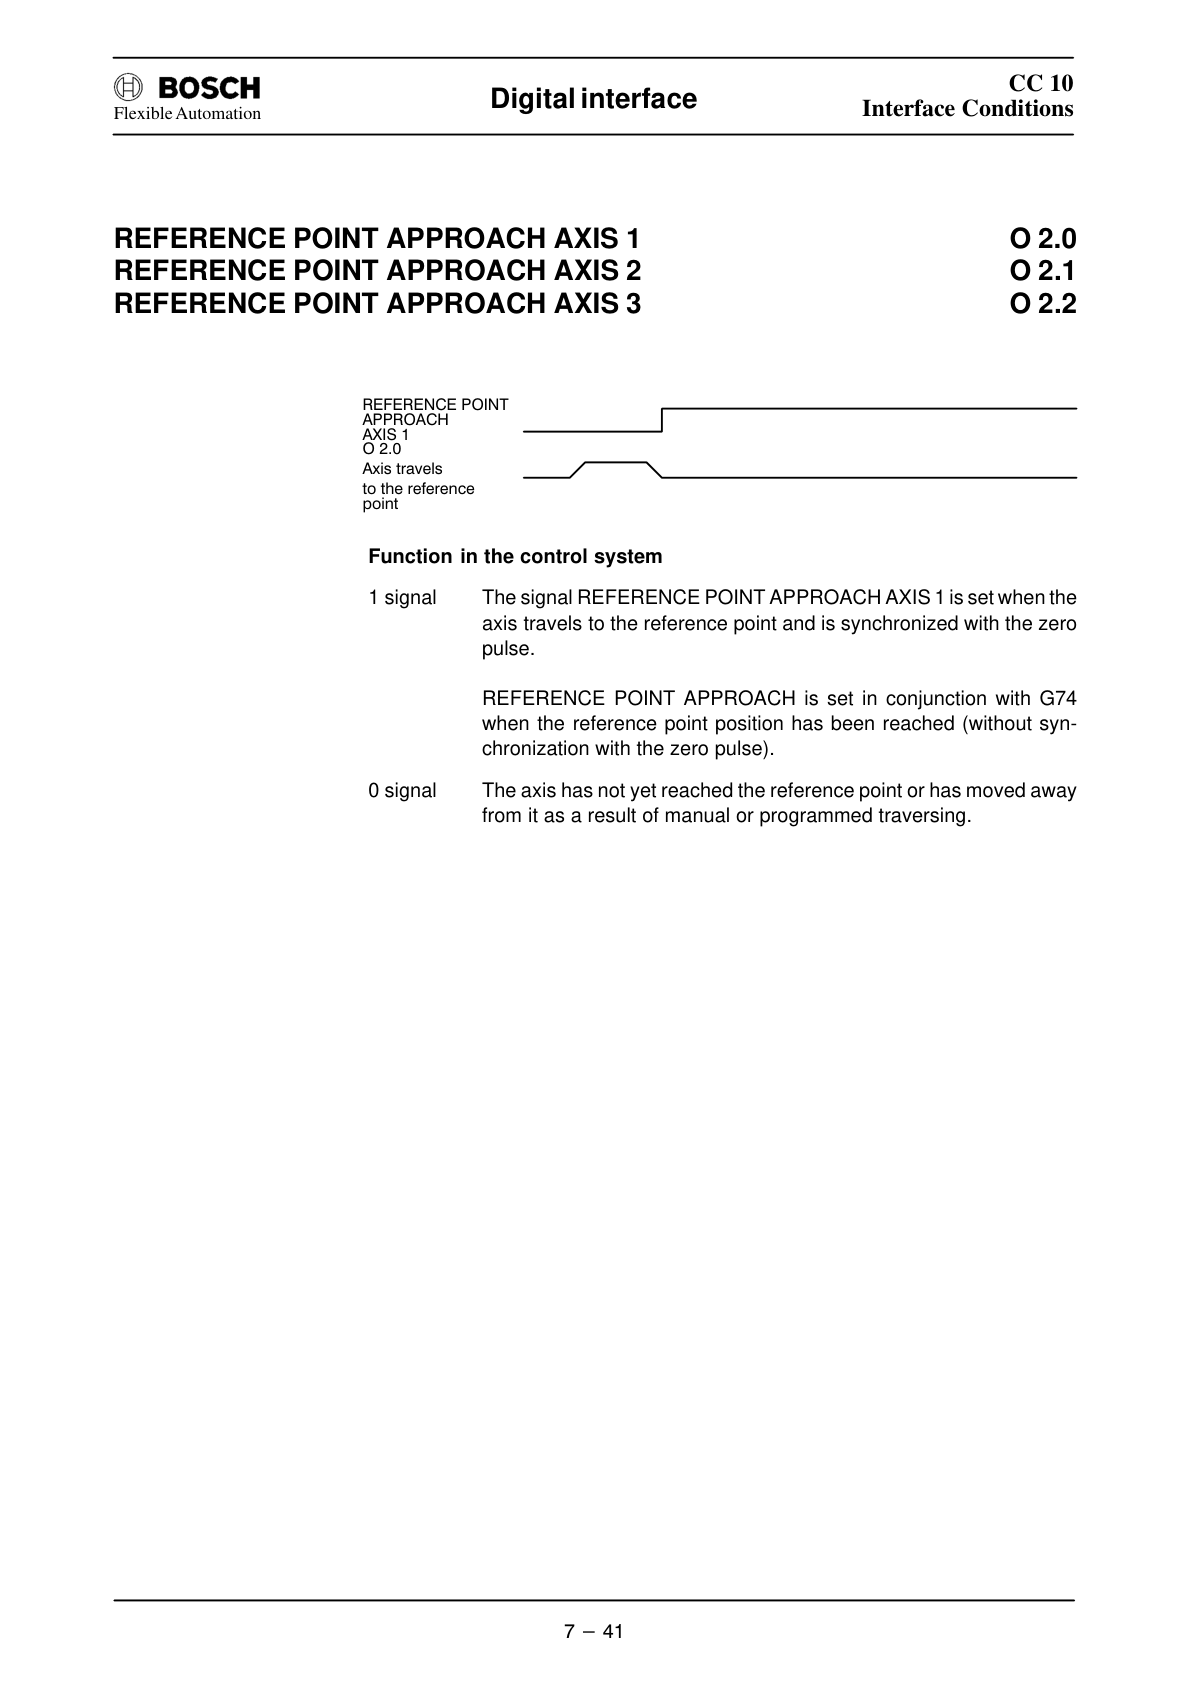 BOSCH
Flexible Automation
Digital interface
CC 10
Interface Conditions
REFERENCE POINT APPROACH AXIS 1 O 2.0
REFERENCE POINT APPROACH AXIS 2 O 2.1
REFERENCE POINT APPROACH AXIS 3 O 2.2
REFERENCE POINT
APPROACH
AXIS 1
O 2.0
Axis travels
to the reference
point
Function in the control system
1 signal The signal REFERENCE POINT APPROACH AXIS 1 is set when the
axis travels to the reference point and is synchronized with the zero
pulse.
REFERENCE POINT APPROACH is set in conjunction with G74
when the reference point position has been reached (without syn-
chronization with the zero pulse).
0 signal The axis has not yet reached the reference point or has moved away
from it as a result of manual or programmed traversing.
7 – 41